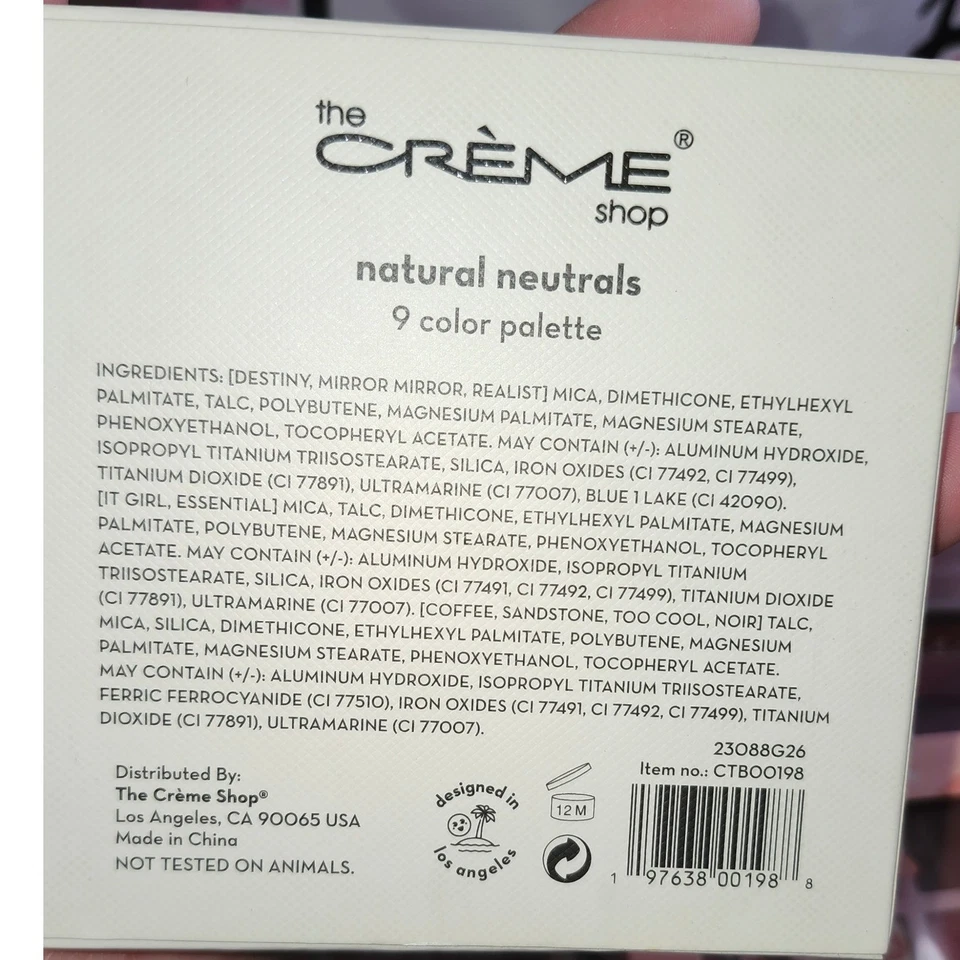 the
CRÈME®
shop
natural neutrals
9 color palette
INGREDIENTS: [DESTINY, MIRROR MIRROR, REALIST] MICA, DIMETHICONE, ETHYLHEXYL
PALMITATE, TALC, POLYBUTENE, MAGNESIUM PALMITATE, MAGNESIUM STEARATE,
PHENOXYETHANOL, TOCOPHERYL ACETATE. MAY CONTAIN (+/-): ALUMINUM HYDROXIDE,
ISOPROPYL TITANIUM TRIISOSTEARATE, SILICA, IRON OXIDES (CI 77492, CI 77499),
TITANIUM DIOXIDE (CI 77891), ULTRAMARINE (CI 77007), BLUE 1 LAKE (CI 42090).
[IT GIRL, ESSENTIAL] MICA, TALC, DIMETHICONE, ETHYLHEXYL PALMITATE, MAGNESIUM
PALMITATE, POLYBUTENE, MAGNESIUM STEARATE, PHENOXYETHANOL, TOCOPHERYL
ACETATE. MAY CONTAIN (+/-): ALUMINUM HYDROXIDE, ISOPROPYL TITANIUM
TRIISOSTEARATE, SILICA, IRON OXIDES (CI 77491, CI 77492, CI 77499), TITANIUM DIOXIDE
(CI 77891), ULTRAMARINE (CI 77007). [COFFEE, SANDSTONE, TOO COOL, NOIR] TALC,
MICA, SILICA, DIMETHICONE, ETHYLHEXYL PALMITATE, POLYBUTENE, MAGNESIUM
PALMITATE, MAGNESIUM STEARATE, PHENOXYETHANOL, TOCOPHERYL ACETATE.
MAY CONTAIN (+/-): ALUMINUM HYDROXIDE, ISOPROPYL TITANIUM TRIISOSTEARATE,
FERRIC FERROCYANIDE (CI 77510), IRON OXIDES (CI 77491, CI 77492, CI 77499), TITANIUM
DIOXIDE (CI 77891), ULTRAMARINE (CI 77007).
23088G26
Item no.: CTB00198
Distributed By:
The Crème Shop®
Los Angeles, CA 90065 USA
Made in China
NOT TESTED ON ANIMALS.
designed in
los angeles
12 M
1 97638 00198 8